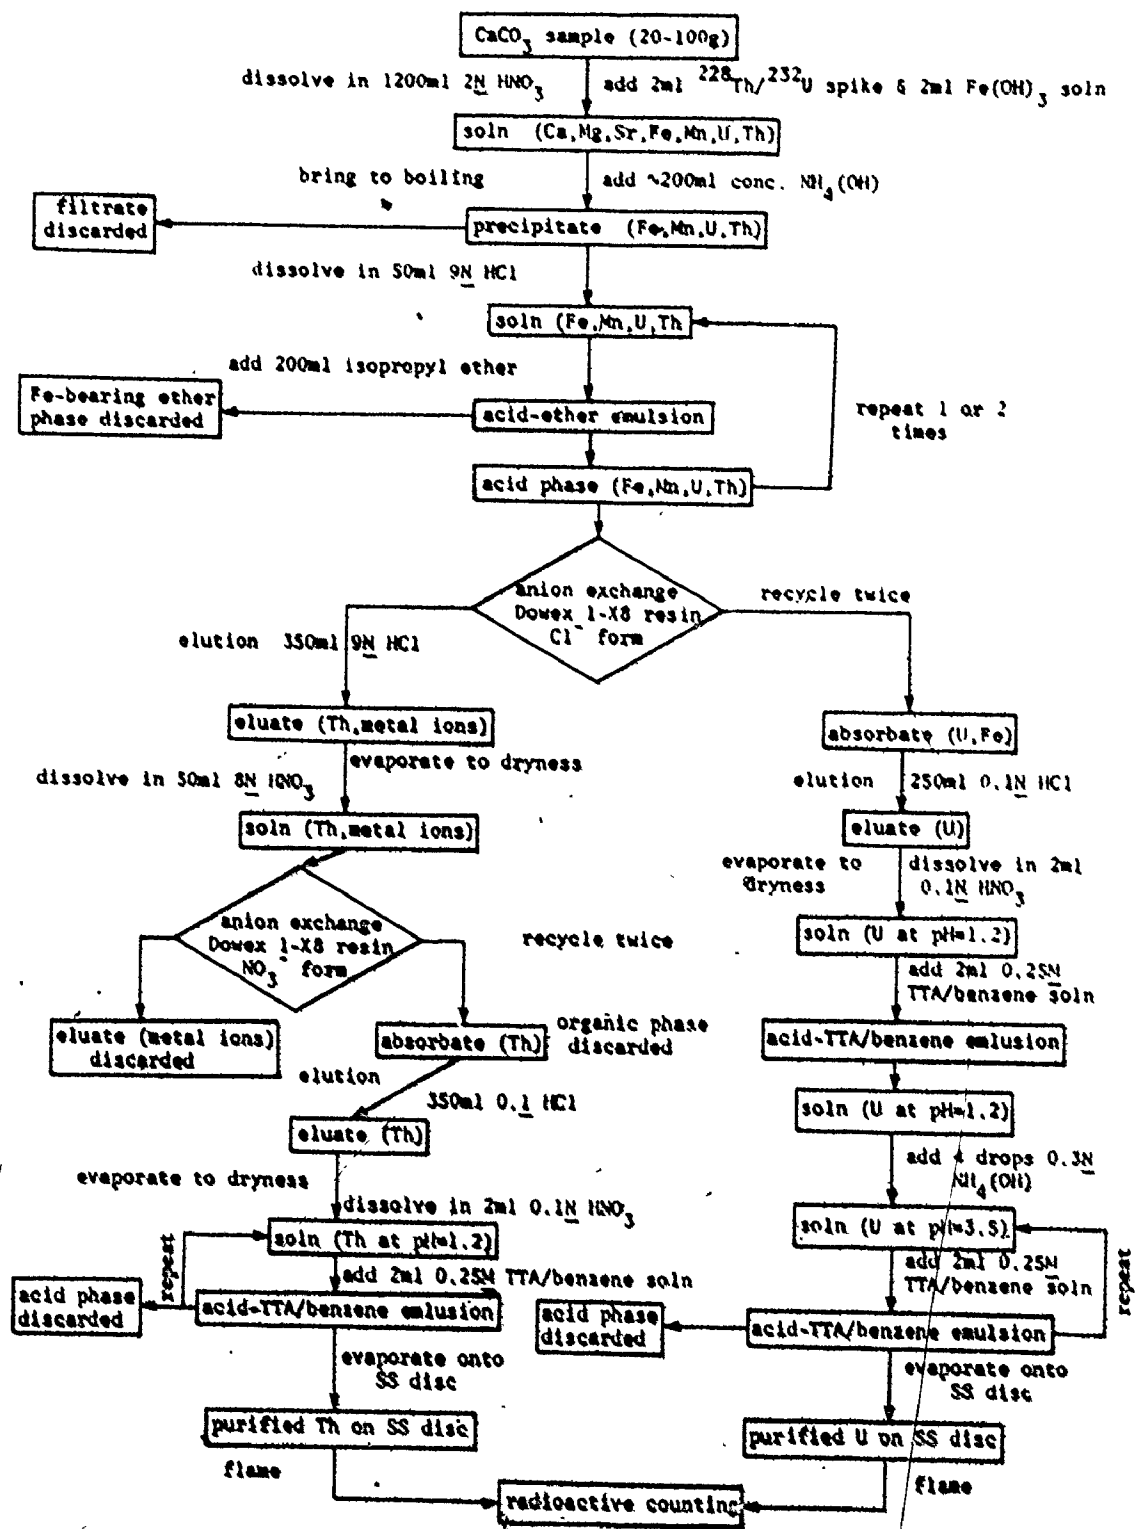 CaCO3 sample (20-100g)
dissolve in 1200ml 2N HNO3
add 2ml 228Th/232U spike & 2ml Fe(OH)3 soln
soln (Ca,Mg,Sr,Fe,Mn,U,Th)
bring to boiling
add ~200ml conc. NH4(OH)
filtrate
discarded
precipitate (Fe,Mn,U,Th)
dissolve in 50ml 9N HCl
soln (Fe,Mn,U,Th
add 200ml isopropyl ether
Fe-bearing ether
phase discarded
acid-ether emulsion
repeat 1 or 2
times
acid phase (Fe,Mn,U,Th)
anion exchange
Dowex 1-X8 resin
Cl- form
recycle twice
elution 350ml 9N HCl
eluate (Th,metal ions)
absorbate (U,Fe)
evaporate to dryness
dissolve in 50ml 8N HNO3
elution 250ml 0.1N HCl
soln (Th,metal ions)
eluate (U)
evaporate to
dryness
dissolve in 2ml
0.1N HNO3
anion exchange
Dowex 1-X8 resin
NO3- form
recycle twice
soln (U at pH=1.2)
add 2ml 0.25M
TTA/benzene soln
eluate (metal ions)
discarded
absorbate (Th)
organic phase
discarded
acid-TTA/benzene emlusion
elution
350ml 0.1 HCl
soln (U at pH=1.2)
eluate (Th)
add 4 drops 0.3N
NH4(OH)
evaporate to dryness
dissolve in 2ml 0.1N HNO3
soln (Th at pH=1.2)
soln (U at pH=3.5)
repeat
add 2ml 0.25M TTA/benzene soln
add 2ml 0.25M
TTA/benzene soln
repeat
acid phase
discarded
acid-TTA/benzene emlusion
acid phase
discarded
acid-TTA/benzene emulsion
evaporate onto
SS disc
evaporate onto
SS disc
purified Th on SS disc
purified U on SS disc
flame
flame
radioactive counting